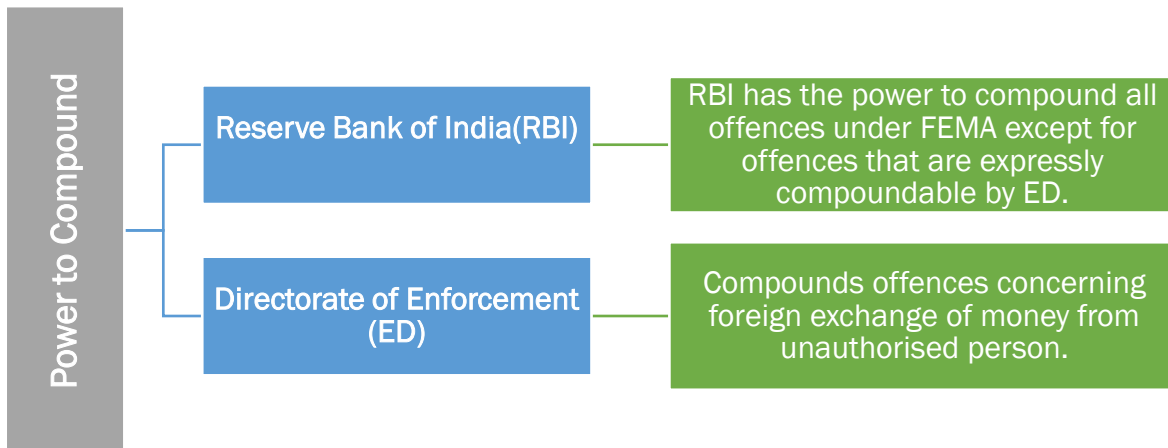 Power to Compound
Reserve Bank of India(RBI)
RBI has the power to compound all
offences under FEMA except for
offences that are expressly
compoundable by ED.
Directorate of Enforcement
(ED)
Compounds offences concerning
foreign exchange of money from
unauthorised person.